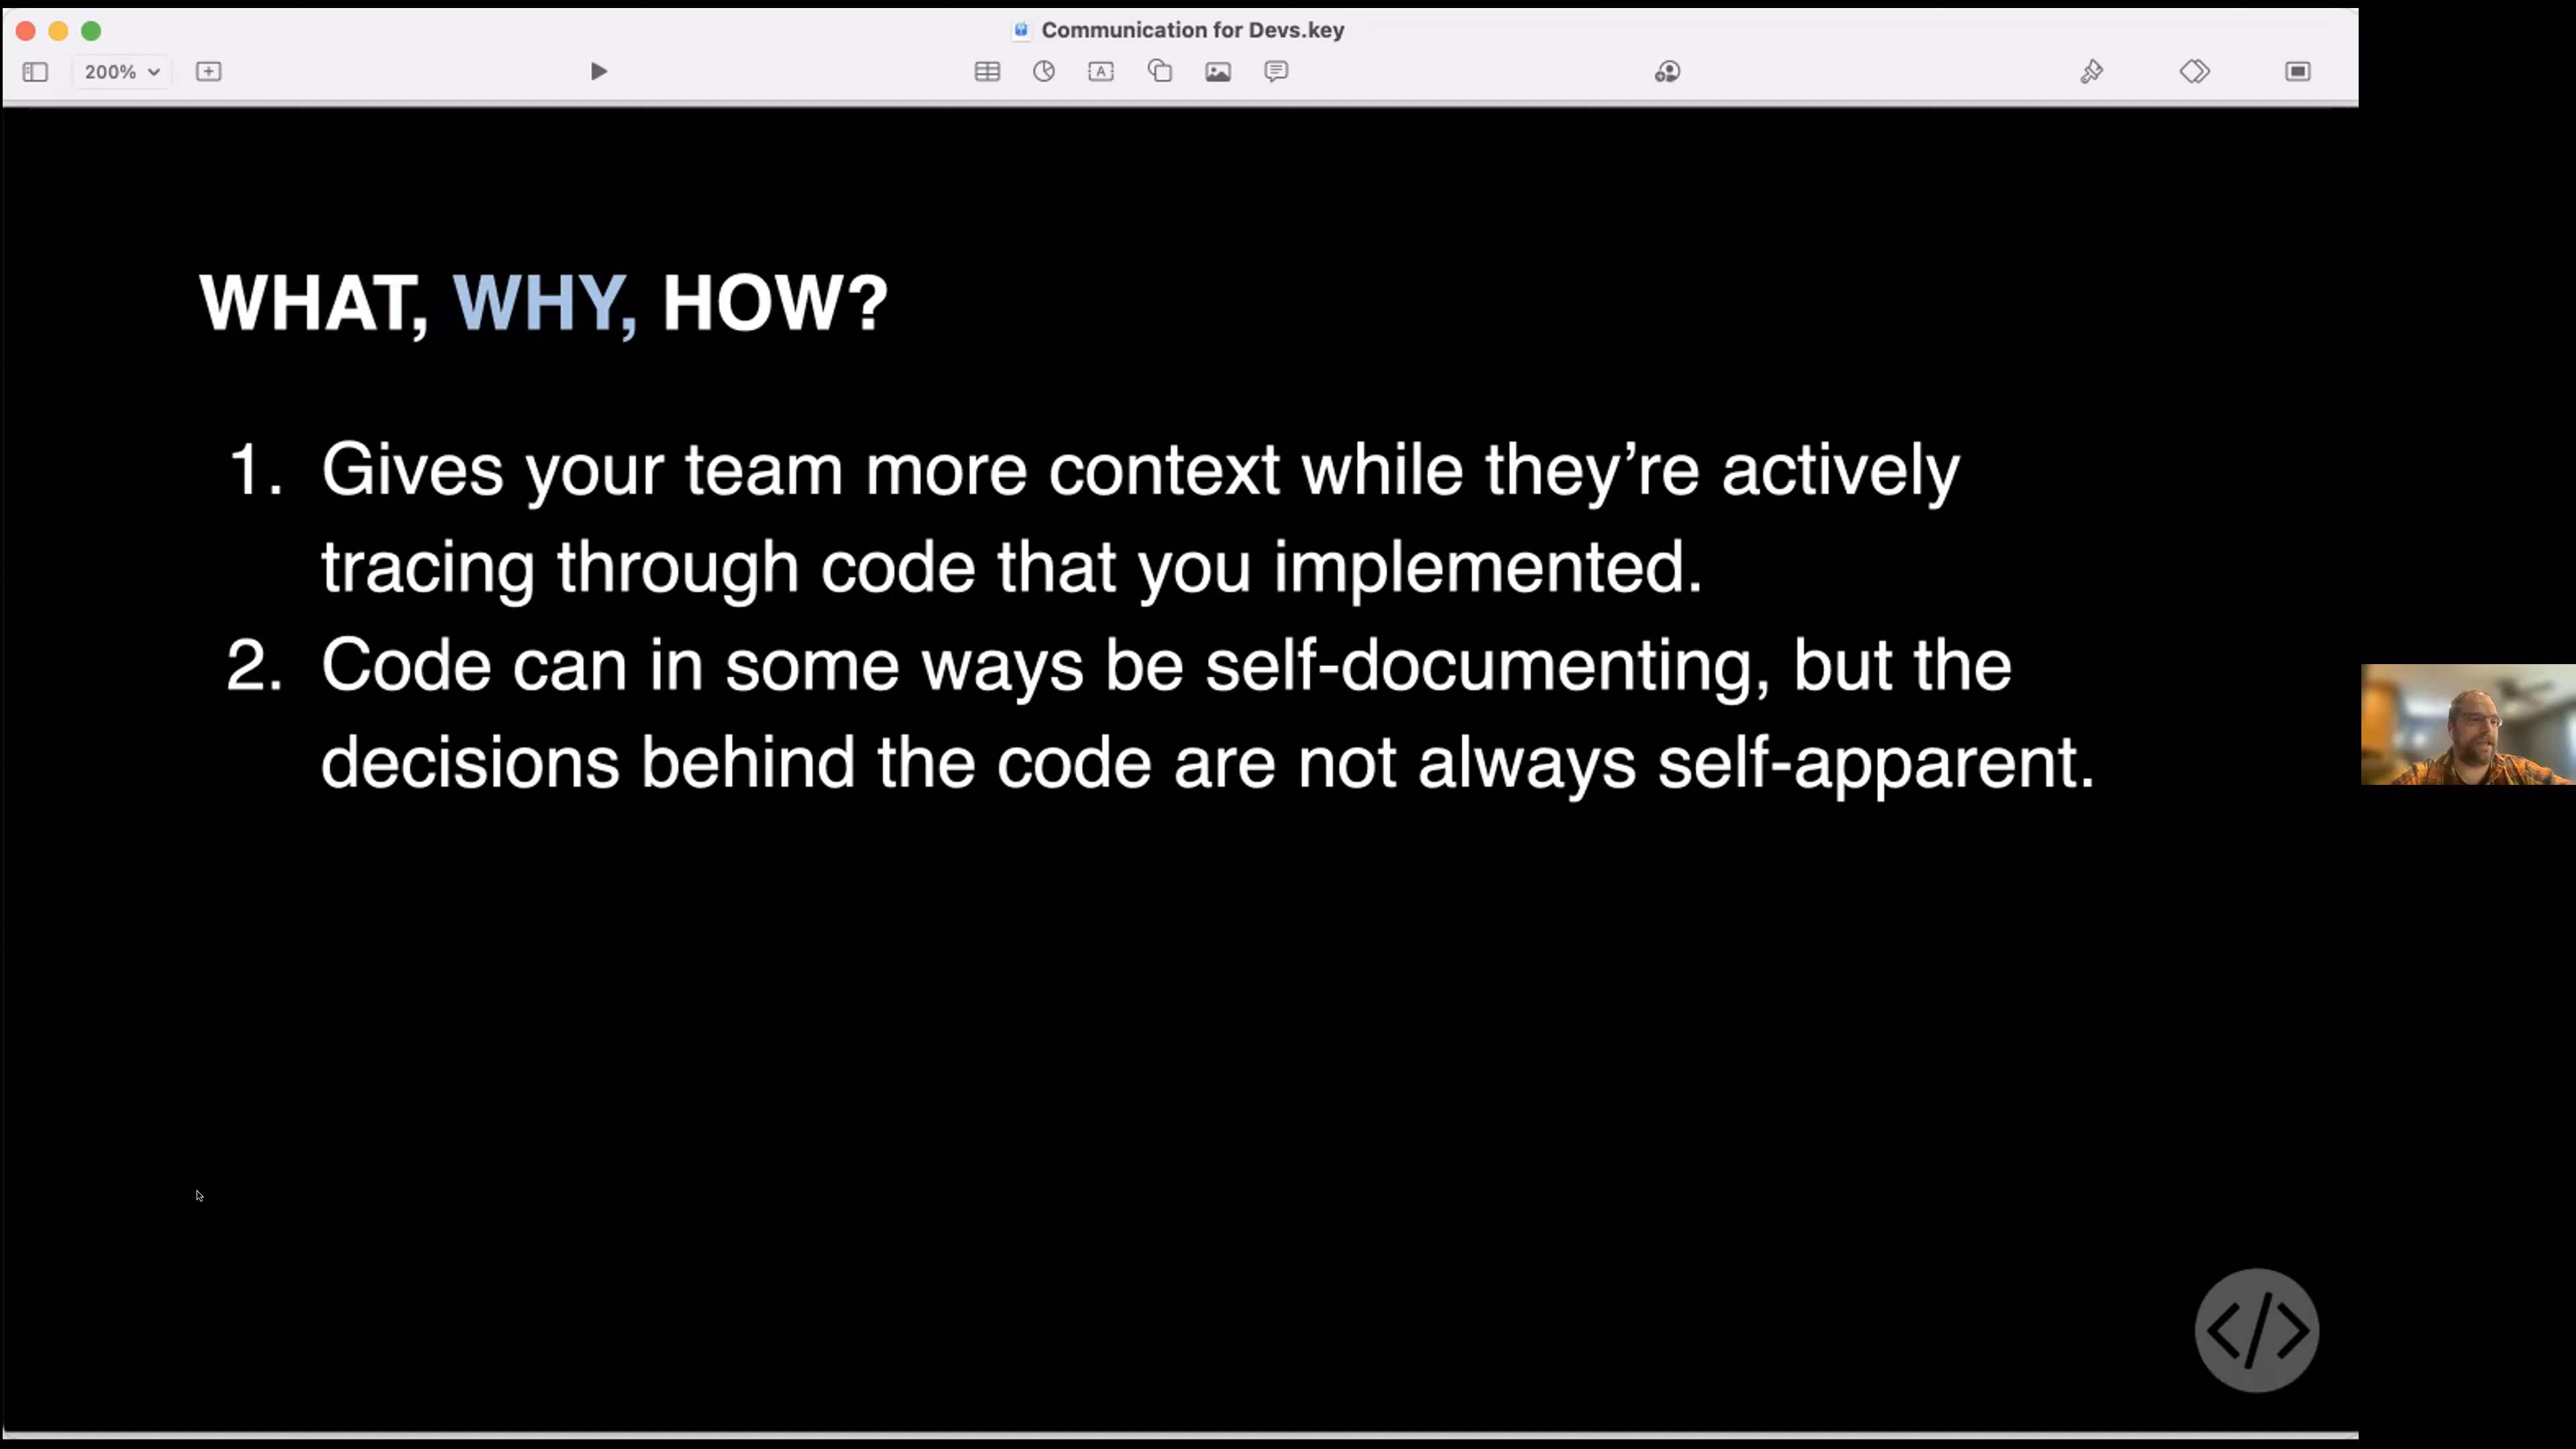 Communication for Devs.key
200%
WHAT, WHY, HOW?
1. Gives your team more context while they’re actively
tracing through code that you implemented.
2. Code can in some ways be self-documenting, but the
decisions behind the code are not always self-apparent.
</>